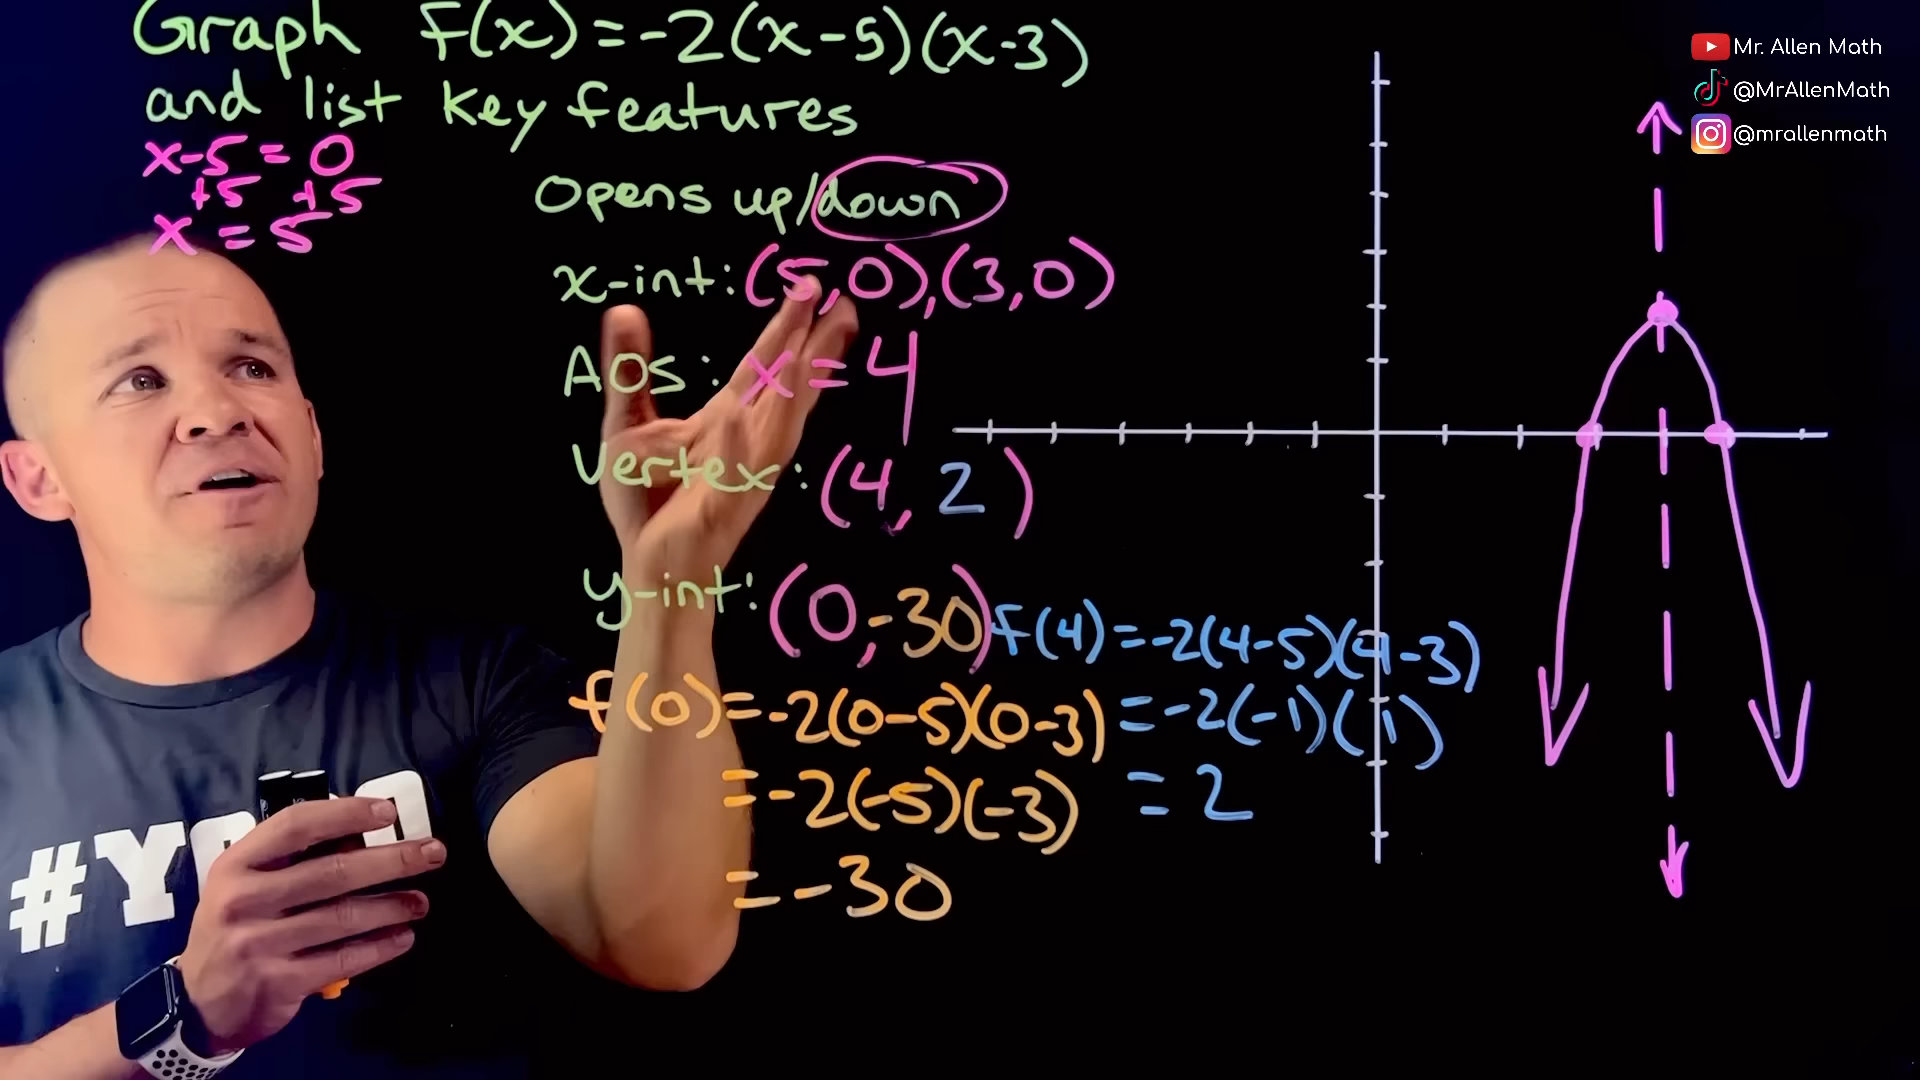 Graph f(x)=-2(x-5)(x-3)
and list key features
x-5=0
+5 +5
x=5
Opens up/down
x-int: (5,0),(3,0)
AOS: x=4
Vertex: (4, 2)
y-int: (0,-30)
f(0)=-2(0-5)(0-3)
=-2(-5)(-3)
=-30
f(4)=-2(4-5)(4-3)
=-2(-1)(1)
=2
Mr. Allen Math
@MrAllenMath
@mrallenmath